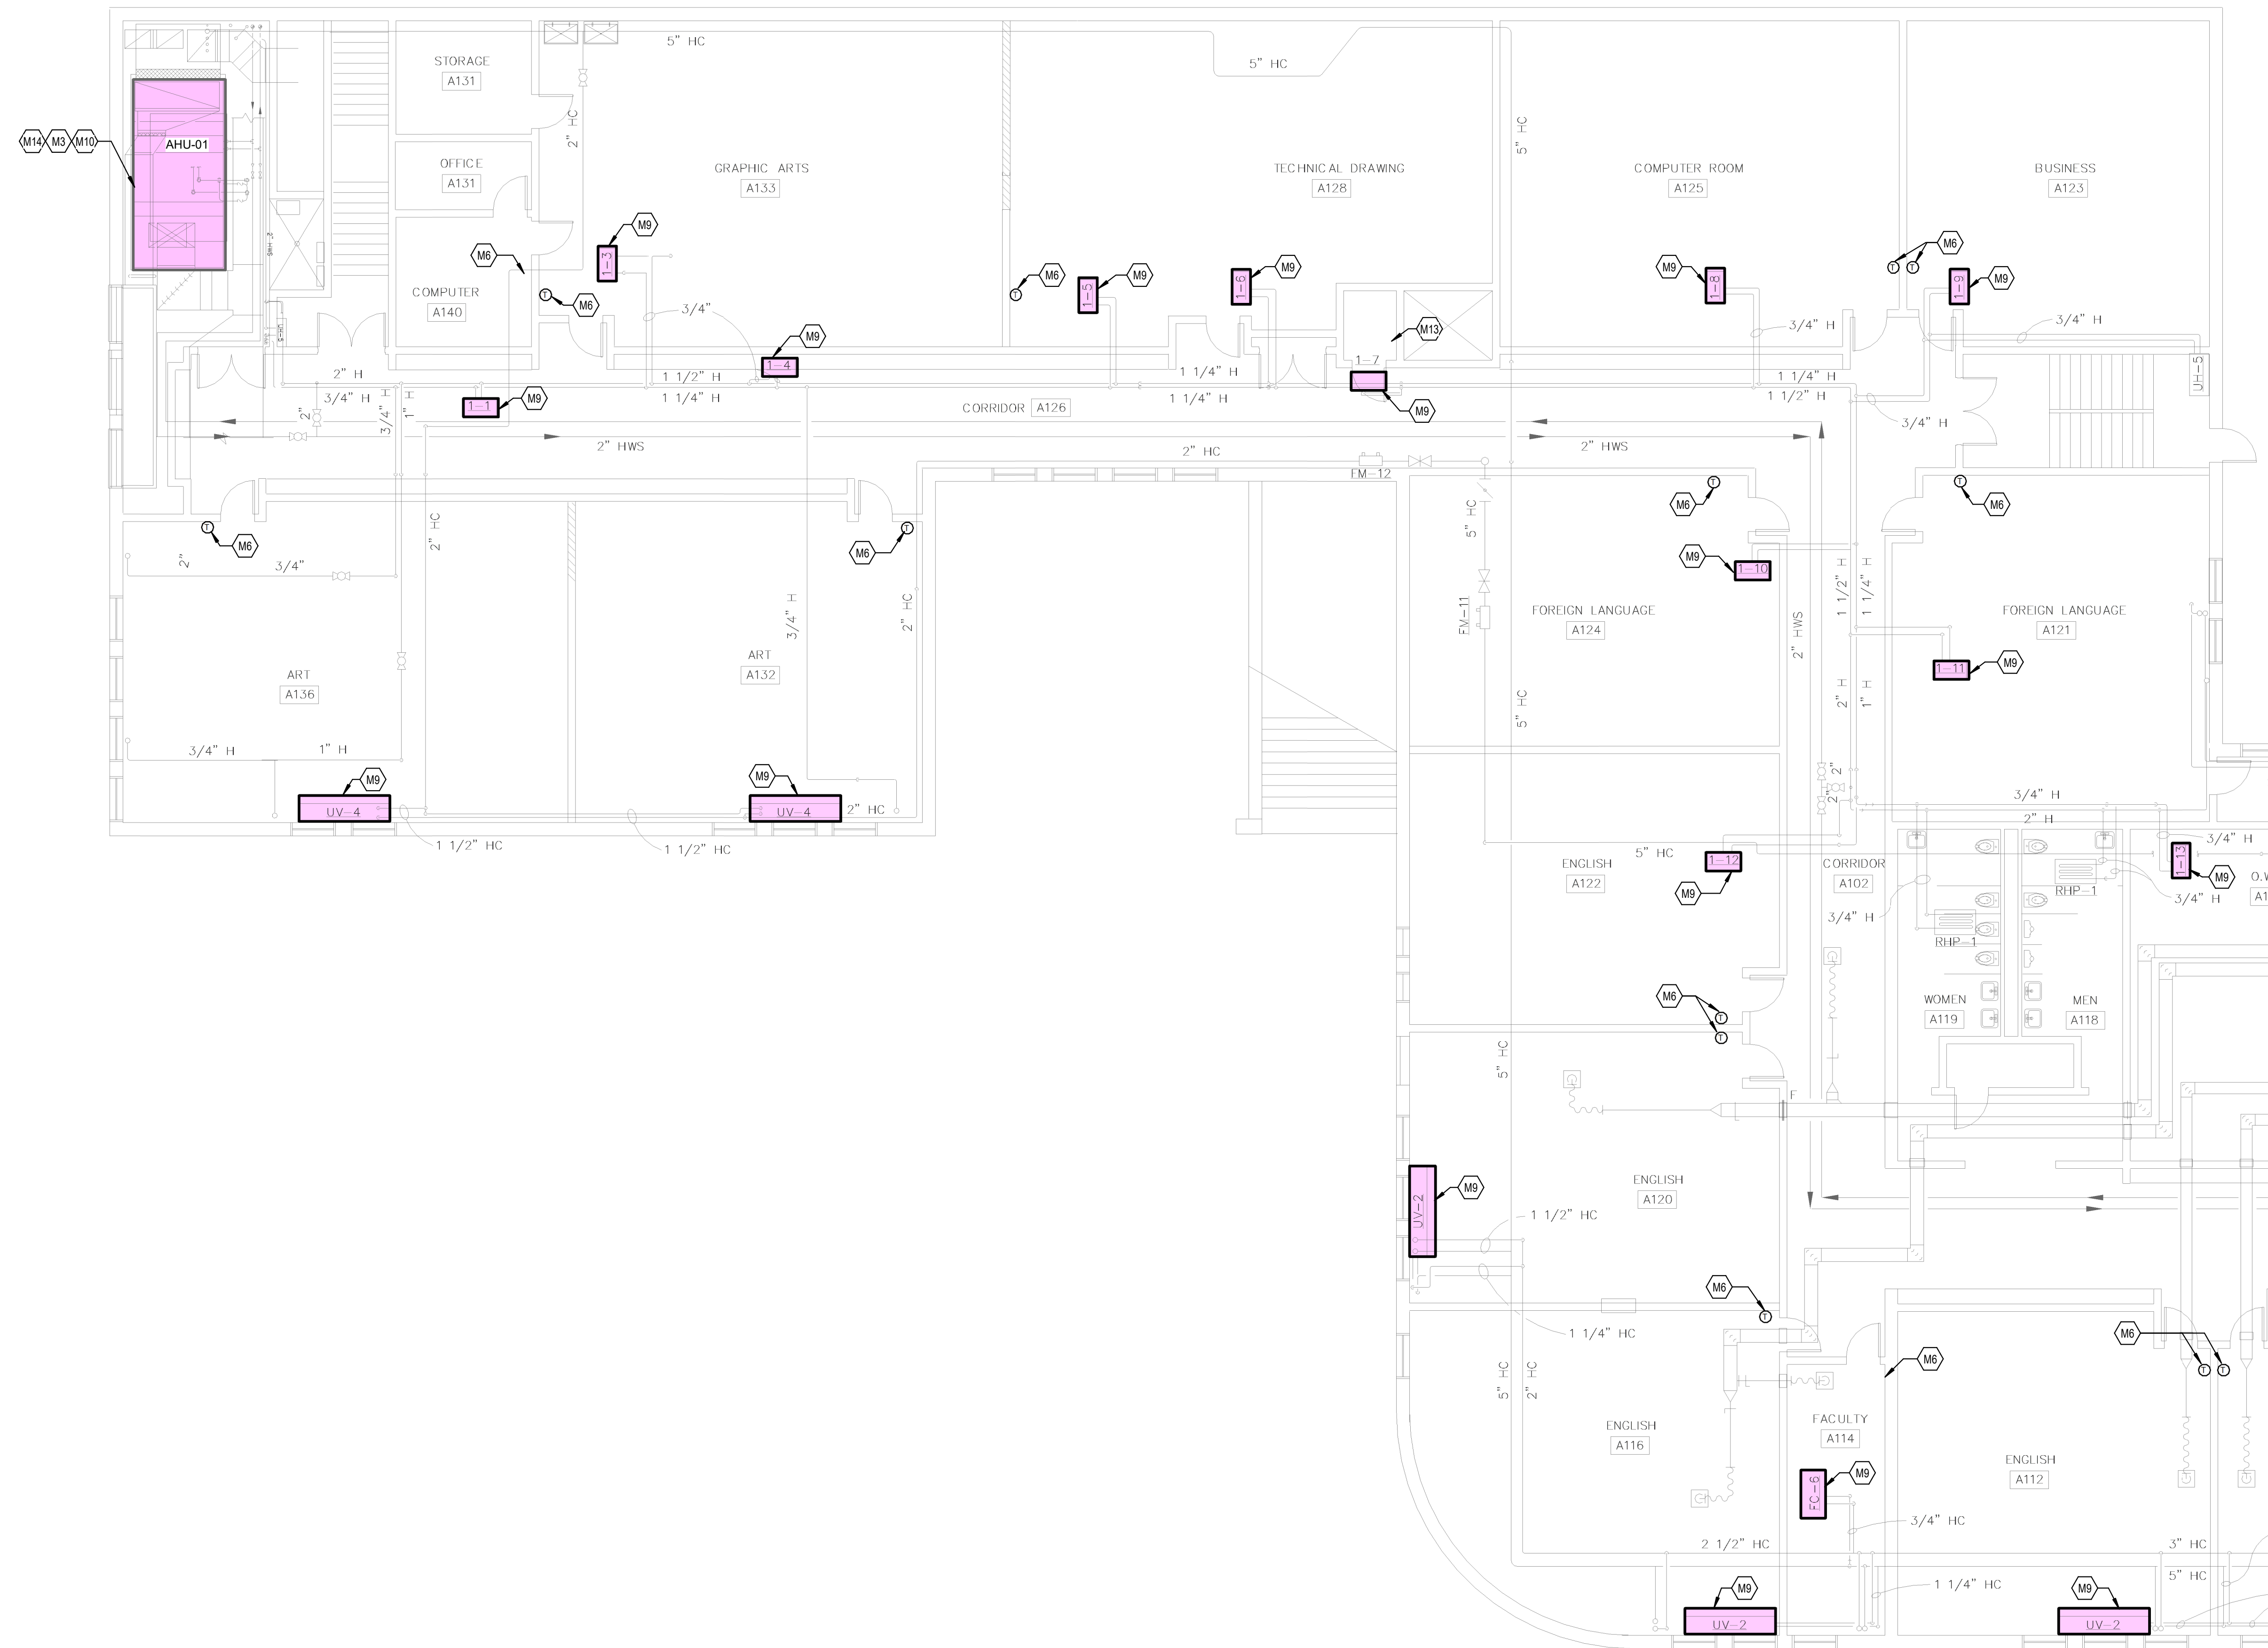 5" HC
5" HC
STORAGE
A131
2" HC
5" HC
M14
M3
M10
AHU-01
OFFICE
A131
GRAPHIC ARTS
A133
TECHNICAL DRAWING
A128
COMPUTER ROOM
A125
BUSINESS
A123
2" HWS
M6
1-3
M9
COMPUTER
A140
T
M6
T
M6
1-5
M9
1-6
M9
M9
1-8
T
T
M6
1-9
M9
3/4"
M9
1-4
M13
1-7
M9
3/4" H
3/4" H
UH-5
UH-5
2" H
3/4" H
2"
3/4" H
1" H
1-1
M9
1 1/2" H
1 1/4" H
1 1/4" H
1 1/4" H
CORRIDOR
A126
1 1/4" H
1 1/2" H
3/4" H
2" HWS
2" HC
FM-12
2" HWS
T
M6
2"
3/4"
2" HC
T
M6
3/4" H
2" HC
5" HC
FM-11
T
M6
M9
1-10
T
M6
FOREIGN LANGUAGE
A124
2" HWS
1 1/2" H
1 1/4" H
FOREIGN LANGUAGE
A121
1-11
M9
ART
A136
ART
A132
5" HC
2" H
1" H
3/4" H
1" H
M9
UV-4
1 1/2" HC
M9
UV-4
2" HC
1 1/2" HC
2"
2"
3/4" H
2" H
3/4" H
ENGLISH
A122
5" HC
1-12
M9
CORRIDOR
A102
3/4" H
RHP-1
RHP-1
1-13
M9
3/4" H
O.W
A1
WOMEN
A119
MEN
A118
M6
T
T
5" HC
F
UV-2
M9
ENGLISH
A120
1 1/2" HC
1 1/4" HC
M6
T
M6
M6
T
T
5" HC
2" HC
ENGLISH
A116
FACULTY
A114
ENGLISH
A112
FC-6
M9
3/4" HC
2 1/2" HC
3" HC
5" HC
1 1/4" HC
M9
UV-2
M9
UV-2